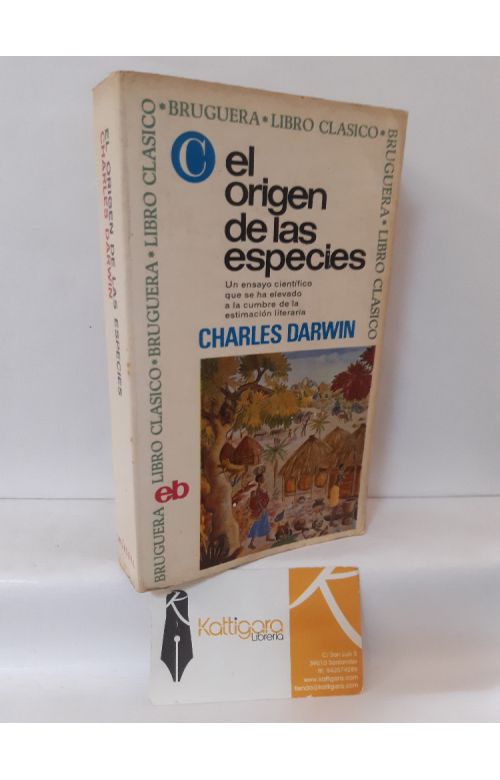 BRUGUERA * LIBRO CLASICO *
BRUGUERA * LIBRO CLASICO
BRUGUERA * LIBRO CLASICO * BRUGUERA * LIBRO CLASICO
EL ORIGEN DE LAS ESPECIES
CHARLES DARWIN
C
el
origen
de las
especies
Un ensayo científico
que se ha elevado
a la cumbre de la
estimación literaria
CHARLES DARWIN
eb
Kattigara
Librería
C/ San Luis 5
39010 Santander
www.kattigara.com
tienda@kattigara.com